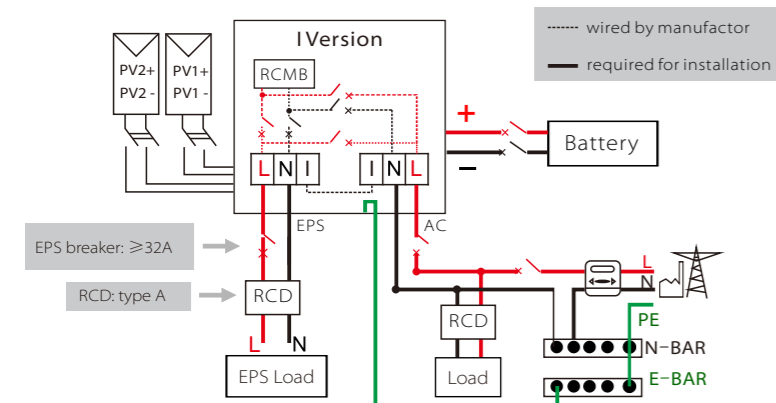 I Version
wired by manufactor
required for installation
PV2+
PV2 -
PV1+
PV1 -
RCMB
+
−
Battery
L N I
I N L
EPS
AC
EPS breaker: ≥32A
RCD: type A
RCD
L
N
EPS Load
RCD
Load
L
N
PE
N-BAR
E-BAR